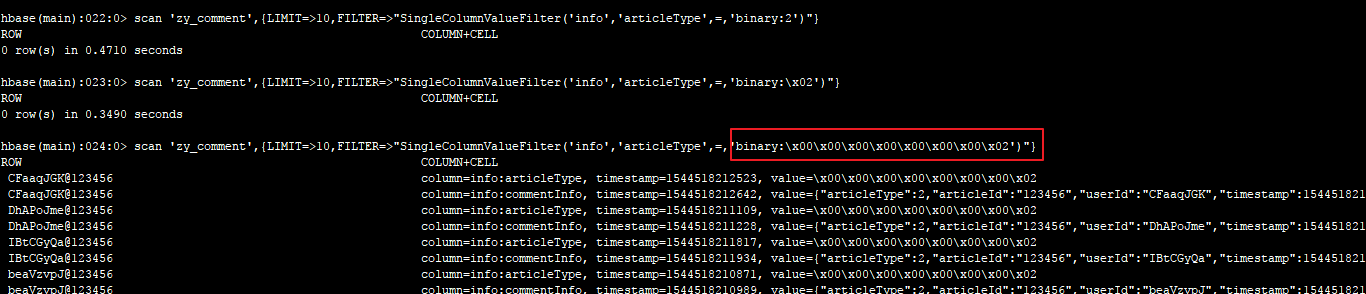 hbase(main):022:0> scan 'zy_comment',{LIMIT=>10,FILTER=>"SingleColumnValueFilter('info','articleType',=,'binary:2')"}
ROW COLUMN+CELL
0 row(s) in 0.4710 seconds
hbase(main):023:0> scan 'zy_comment',{LIMIT=>10,FILTER=>"SingleColumnValueFilter('info','articleType',=,'binary:\x02')"}
ROW COLUMN+CELL
0 row(s) in 0.3490 seconds
hbase(main):024:0> scan 'zy_comment',{LIMIT=>10,FILTER=>"SingleColumnValueFilter('info','articleType',=,'binary:\x00\x00\x00\x00\x00\x00\x00\x02')"}
ROW COLUMN+CELL
CFaaqJGK@123456 column=info:articleType, timestamp=1544518212523, value=\x00\x00\x00\x00\x00\x00\x00\x02
CFaaqJGK@123456 column=info:commentInfo, timestamp=1544518212642, value={"articleType":2,"articleId":"123456","userId":"CFaaqJGK","timestamp":154451821
DhAPoJme@123456 column=info:articleType, timestamp=1544518211109, value=\x00\x00\x00\x00\x00\x00\x00\x02
DhAPoJme@123456 column=info:commentInfo, timestamp=1544518211228, value={"articleType":2,"articleId":"123456","userId":"DhAPoJme","timestamp":154451821
IBtCGyQa@123456 column=info:articleType, timestamp=1544518211817, value=\x00\x00\x00\x00\x00\x00\x00\x02
IBtCGyQa@123456 column=info:commentInfo, timestamp=1544518211934, value={"articleType":2,"articleId":"123456","userId":"IBtCGyQa","timestamp":154451821
beaVzvpJ@123456 column=info:articleType, timestamp=1544518210871, value=\x00\x00\x00\x00\x00\x00\x00\x02
beaVzvpJ@123456 column=info:commentInfo, timestamp=1544518210989, value={"articleType":2,"articleId":"123456","userId":"beaVzvpJ","timestamp":154451821